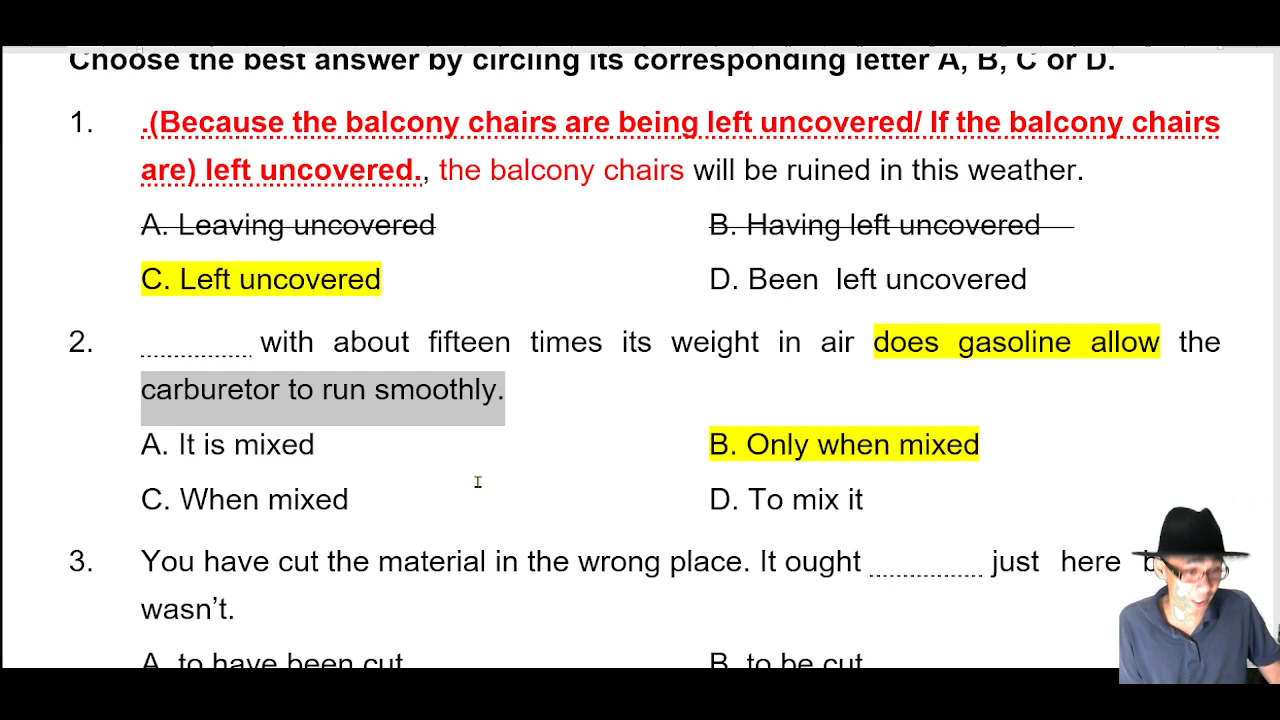 Choose the best answer by circling its corresponding letter A, B, C or D.
1. .(Because the balcony chairs are being left uncovered/ If the balcony chairs
are) left uncovered., the balcony chairs will be ruined in this weather.
A. Leaving uncovered B. Having left uncovered
C. Left uncovered D. Been left uncovered
2. .................. with about fifteen times its weight in air does gasoline allow the
carburetor to run smoothly.
A. It is mixed B. Only when mixed
C. When mixed D. To mix it
3. You have cut the material in the wrong place. It ought .................. just here
wasn’t.
A. to have been cut B. to be cut